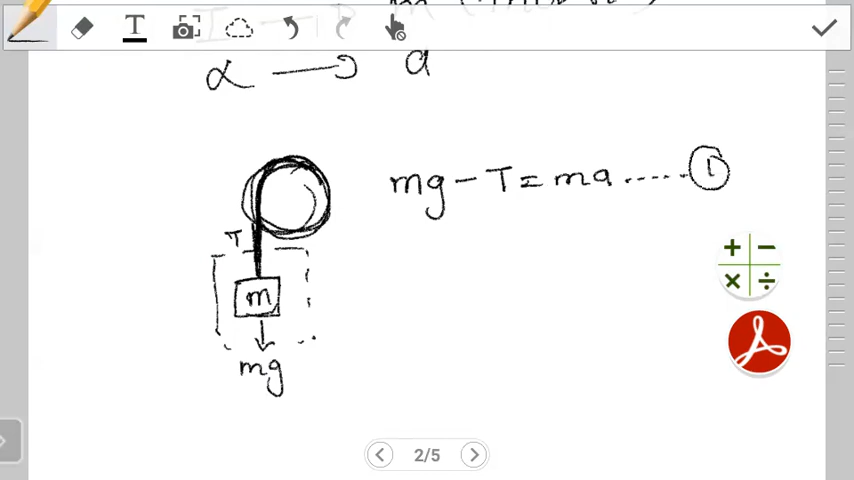 T
α → a
mg - T = ma ..... ①
T
m
mg
2/5